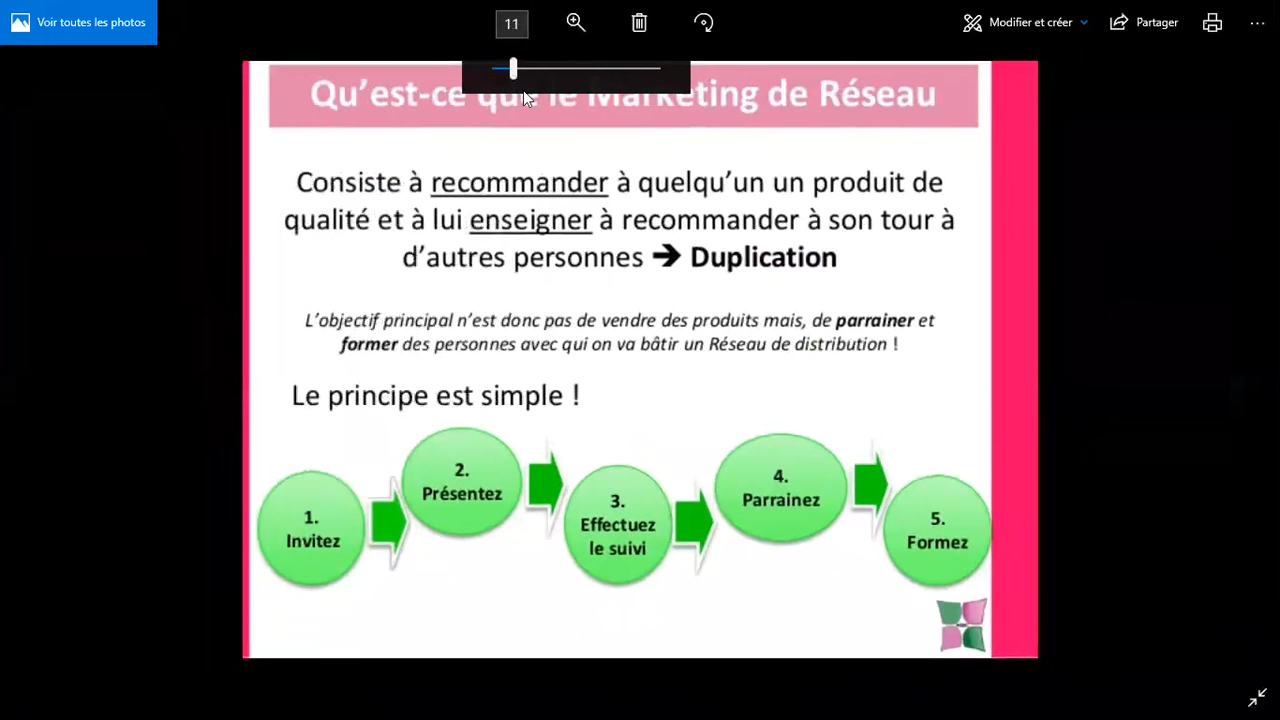 Voir toutes les photos
11
Modifier et créer
Partager
Qu'est-ce que le Marketing de Réseau
Consiste à recommander à quelqu'un un produit de
qualité et à lui enseigner à recommander à son tour à
d'autres personnes ➔ Duplication
L'objectif principal n'est donc pas de vendre des produits mais, de parrainer et
former des personnes avec qui on va bâtir un Réseau de distribution !
Le principe est simple !
1.
Invitez
2.
Présentez
3.
Effectuez
le suivi
4.
Parrainez
5.
Formez